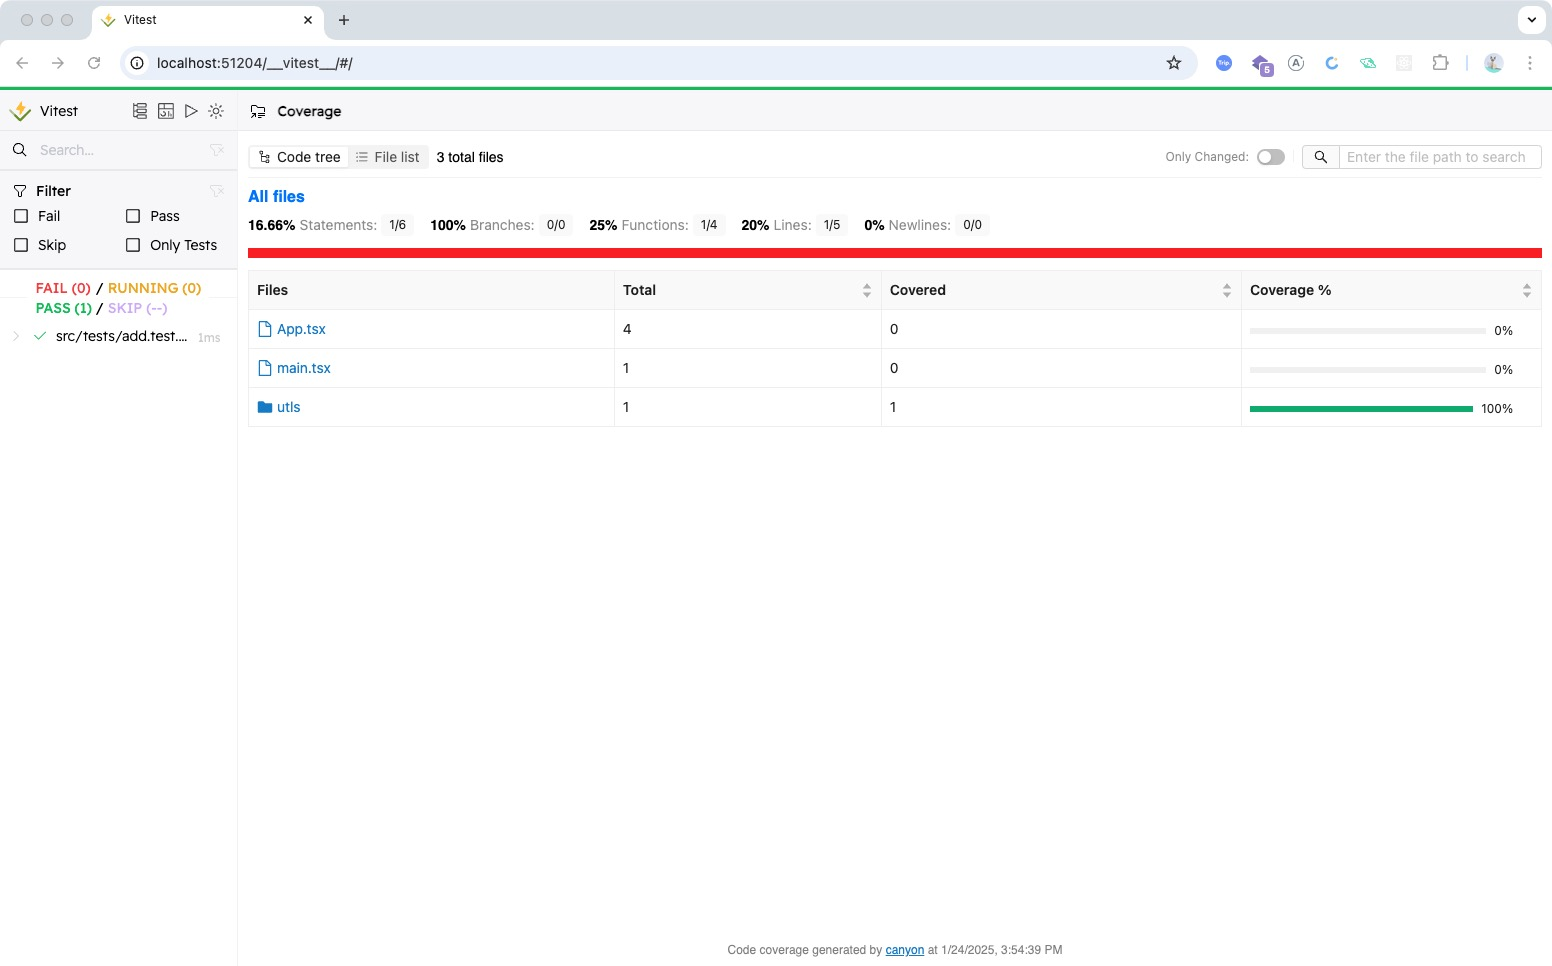 Vitest
localhost:51204/__vitest__/#/
Trip
5
A
Vitest
Coverage
Search...
Code tree
File list
3 total files
Only Changed:
Enter the file path to search
Filter
Fail
Pass
Skip
Only Tests
All files
16.66% Statements: 1/6 100% Branches: 0/0 25% Functions: 1/4 20% Lines: 1/5 0% Newlines: 0/0
FAIL (0) / RUNNING (0)
PASS (1) / SKIP (--)
src/tests/add.test.... 1ms
Files Total Covered Coverage %
App.tsx 4 0 0%
main.tsx 1 0 0%
utls 1 1 100%
Code coverage generated by canyon at 1/24/2025, 3:54:39 PM